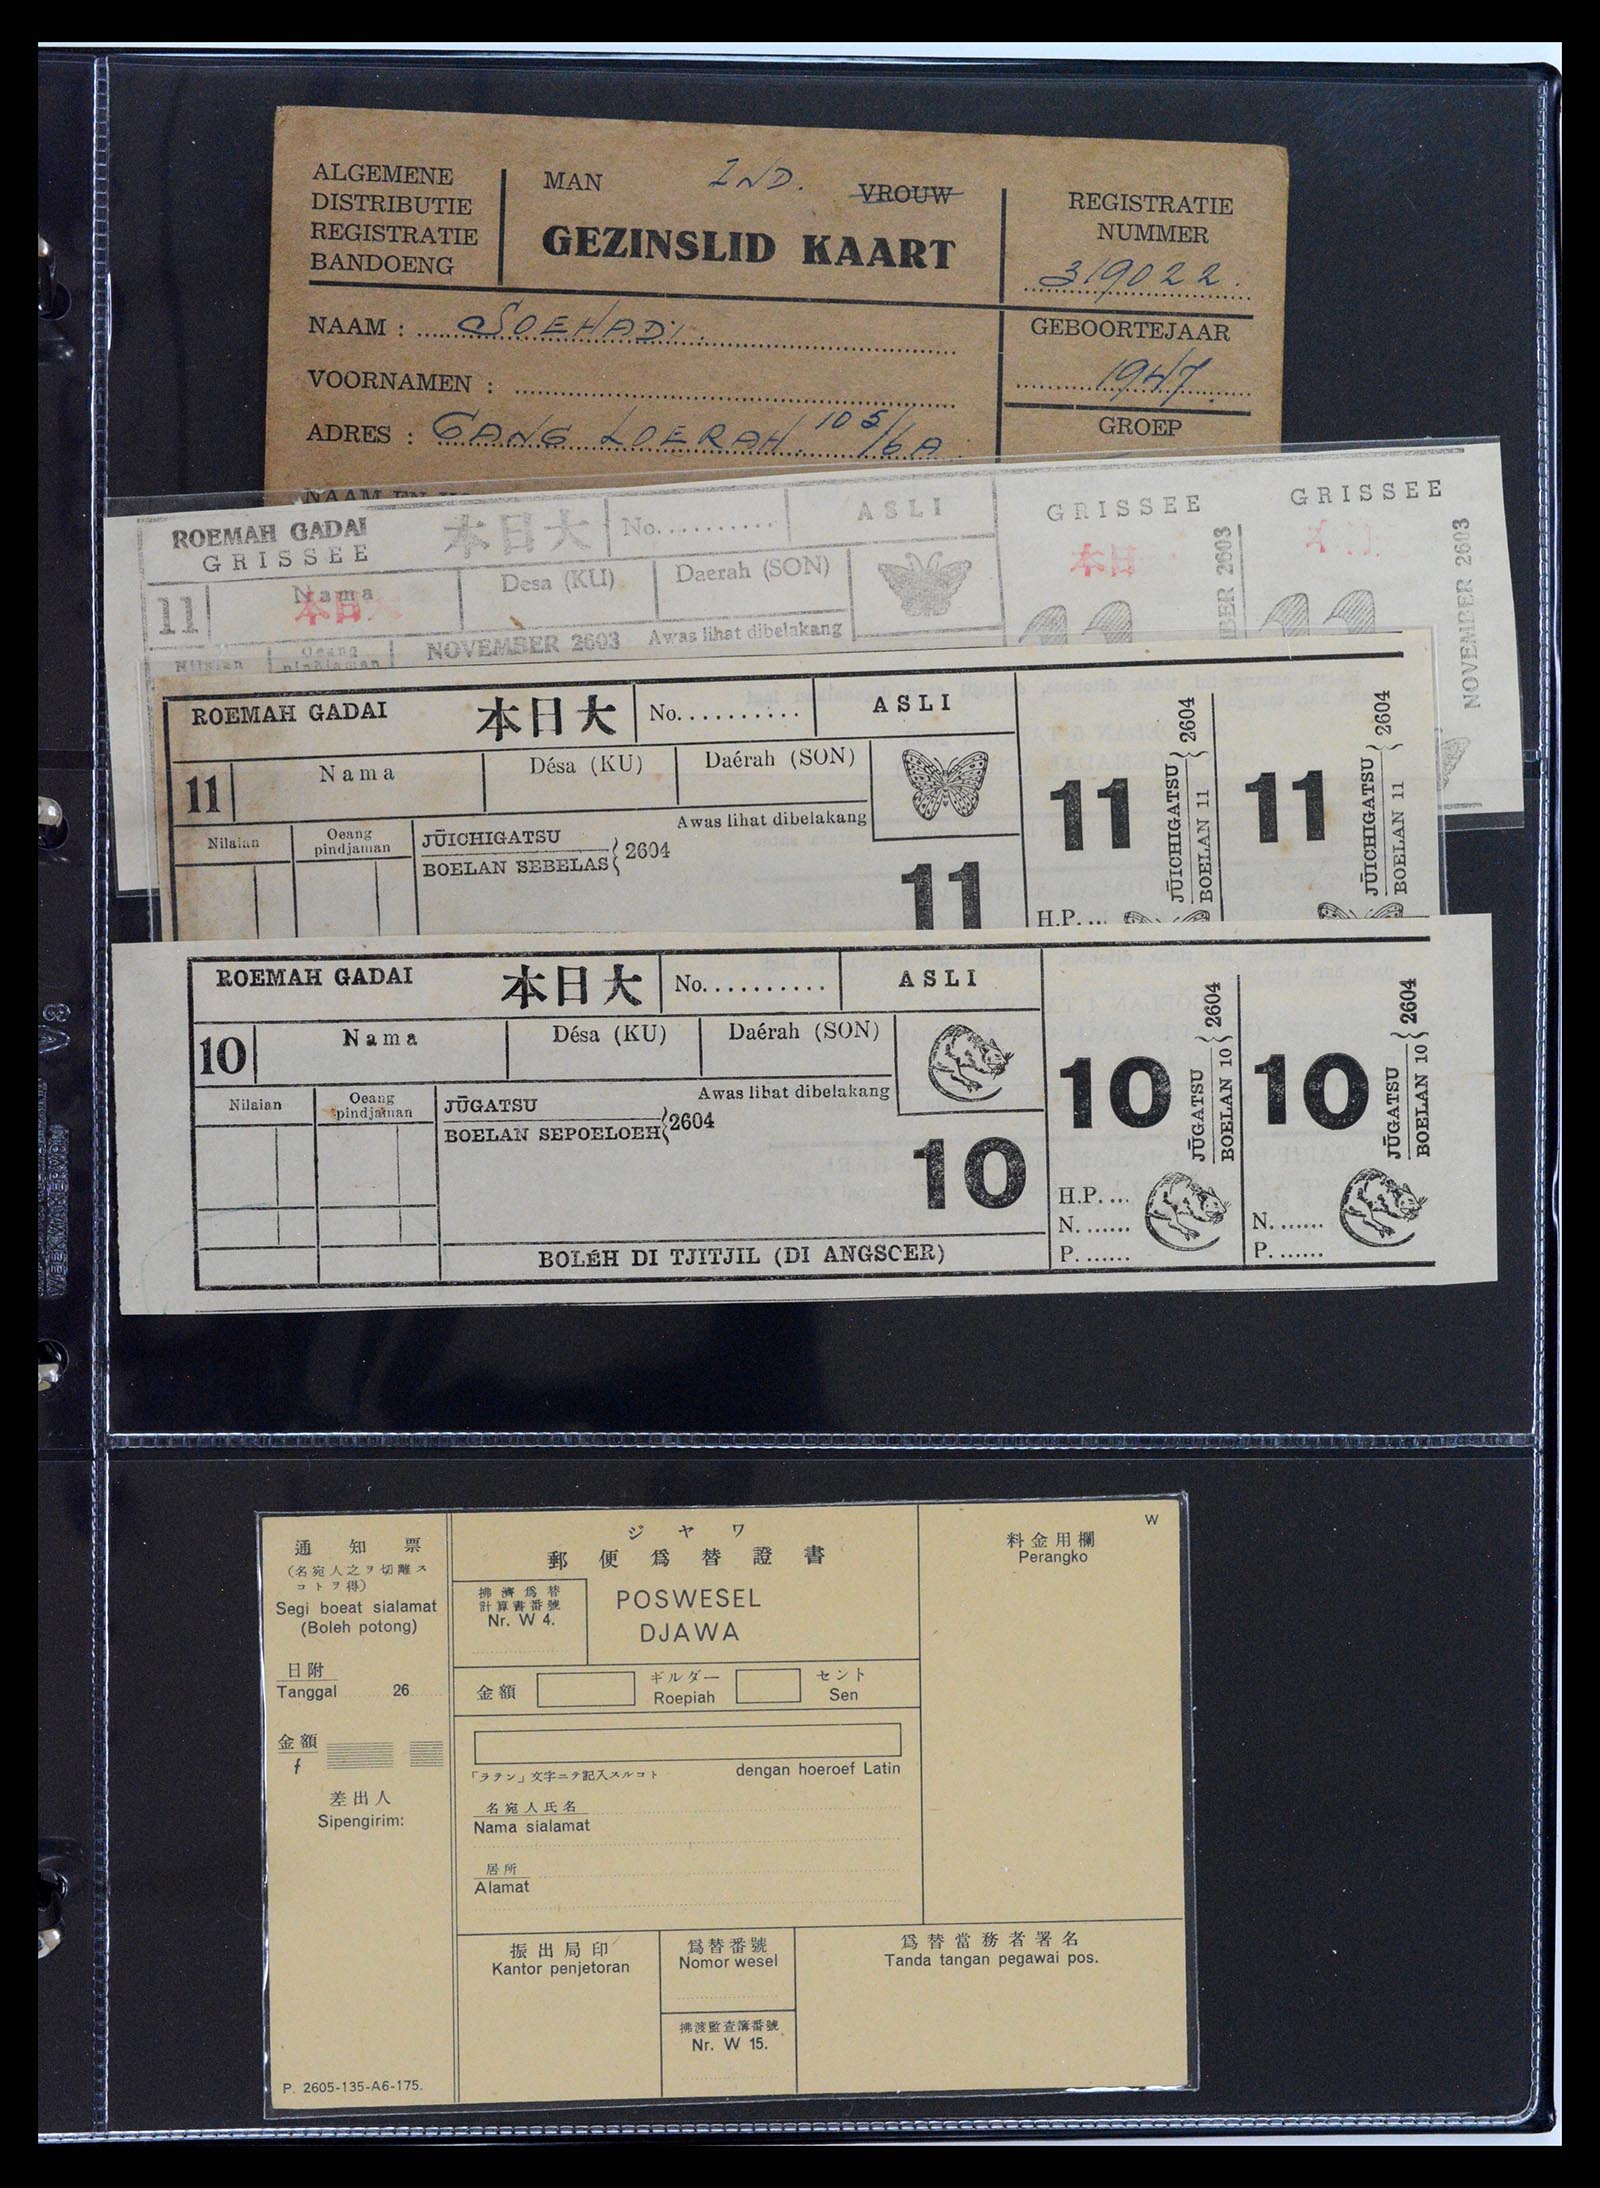 ALGEMENE
DISTRIBUTIE
REGISTRATIE
BANDOENG
MAN IND. VROUW
GEZINSLID KAART
REGISTRATIE
NUMMER
319022.
NAAM : SOEHADI.
GEBOORTEJAAR
1947
VOORNAMEN :
ADRES : GANG LOERAH 105/16A
GROEP
NAAM EN
ROEMAH GADAI
GRISSEE
本日大
No..........
ASLI
GRISSEE
GRISSEE
11
Nama
本日
Desa (KU)
Daerah (SON)
本日
Nilaian
Oeang
pindjaman
NOVEMBER 2603
Awas lihat dibelakang
BER 2603
NOVEMBER 2603
ROEMAH GADAI
本日大
No..........
ASLI
11
Nama
Désa (KU)
Daérah (SON)
Awas lihat dibelakang
Nilaian
Oeang
pindjaman
JŪICHIGATSU
BOELAN SEBELAS
2604
11
11
JŪICHIGATSU
BOELAN 11
2604
H.P. ...
11
JŪICHIGATSU
BOELAN 11
2604
ROEMAH GADAI
本日大
No..........
ASLI
10
Nama
Désa (KU)
Daérah (SON)
Awas lihat dibelakang
Nilaian
Oeang
pindjaman
JŪGATSU
BOELAN SEPOELOEH
2604
10
BOLÉH DI TJITJIL (DI ANGSCER)
10
JŪGATSU
BOELAN 10
2604
H.P. ...
N. ......
P. ......
10
JŪGATSU
BOELAN 10
2604
N. ......
P. ......
通知票
(名宛人之ヲ切離ス
コトヲ得)
Segi boeat sialamat
(Boleh potong)
日附
Tanggal 26
金額
f
差出人
Sipengirim:
P. 2605-135-A6-175.
ジヤワ
郵便爲替證書
拂濟爲替
計算書番號
Nr. W 4.
POSWESEL
DJAWA
金額
ギルダー
Roepiah
セント
Sen
「ラテン」文字ニテ記入スルコト
dengan hoeroef Latin
名宛人氏名
Nama sialamat
居所
Alamat
W
料金用欄
Perangko
振出局印
Kantor penjetoran
爲替番號
Nomor wesel
拂渡監査簿番號
Nr. W 15.
爲替當務者署名
Tanda tangan pegawai pos.